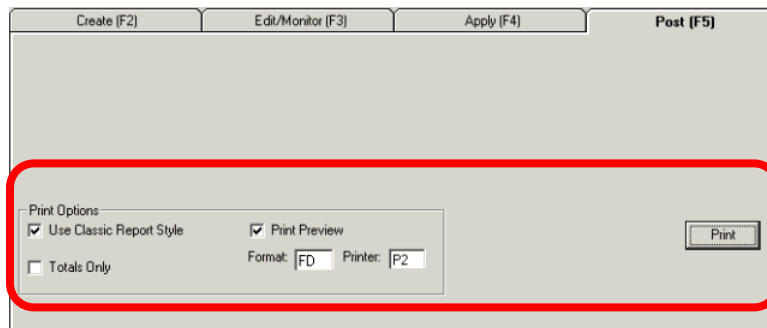 Create (F2) Edit/Monitor (F3) Apply (F4) Post (F5)
Print Options
Use Classic Report Style Print Preview
Print
Totals Only Format: FD Printer: P2